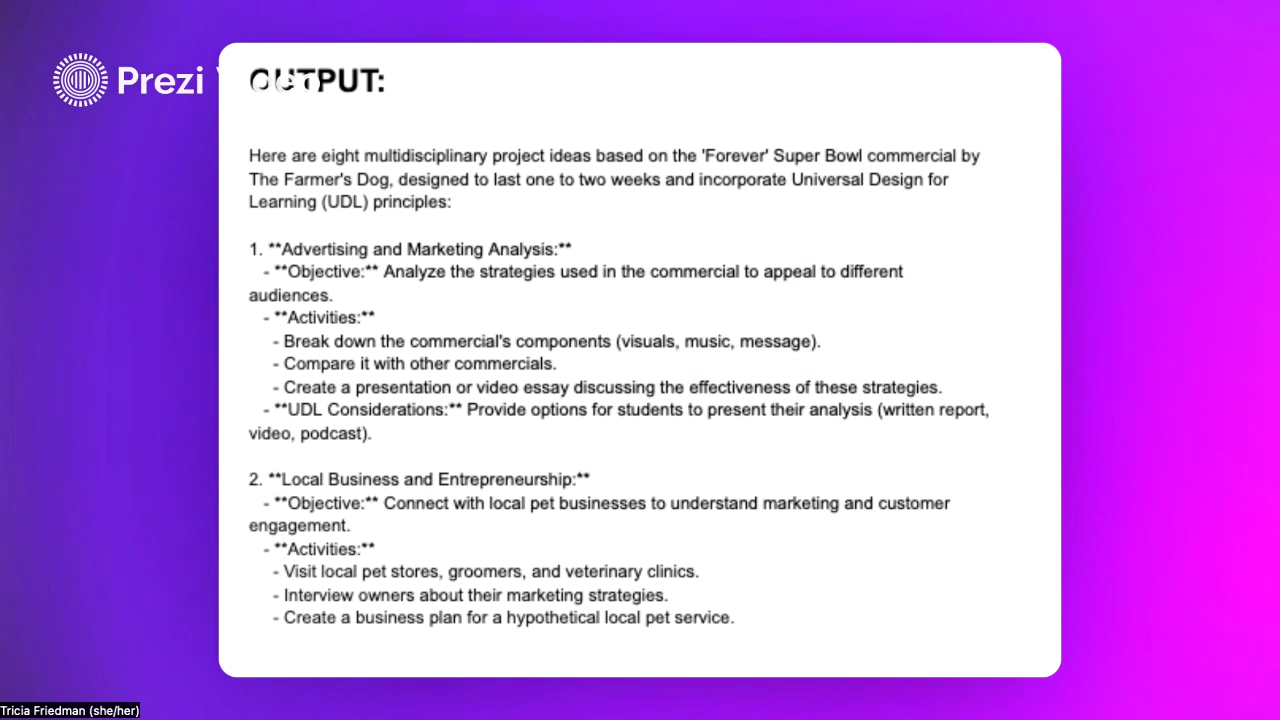 Prezi Video
OUTPUT:
Here are eight multidisciplinary project ideas based on the 'Forever' Super Bowl commercial by
The Farmer's Dog, designed to last one to two weeks and incorporate Universal Design for
Learning (UDL) principles:
1. **Advertising and Marketing Analysis:**
- **Objective:** Analyze the strategies used in the commercial to appeal to different
audiences.
- **Activities:**
- Break down the commercial's components (visuals, music, message).
- Compare it with other commercials.
- Create a presentation or video essay discussing the effectiveness of these strategies.
- **UDL Considerations:** Provide options for students to present their analysis (written report,
video, podcast).
2. **Local Business and Entrepreneurship:**
- **Objective:** Connect with local pet businesses to understand marketing and customer
engagement.
- **Activities:**
- Visit local pet stores, groomers, and veterinary clinics.
- Interview owners about their marketing strategies.
- Create a business plan for a hypothetical local pet service.
Tricia Friedman (she/her)